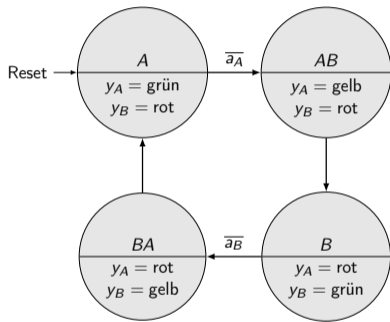 A
y_A = grün
y_B = rot
Reset
\overline{a_A}
AB
y_A = gelb
y_B = rot
BA
y_A = rot
y_B = gelb
\overline{a_B}
B
y_A = rot
y_B = grün